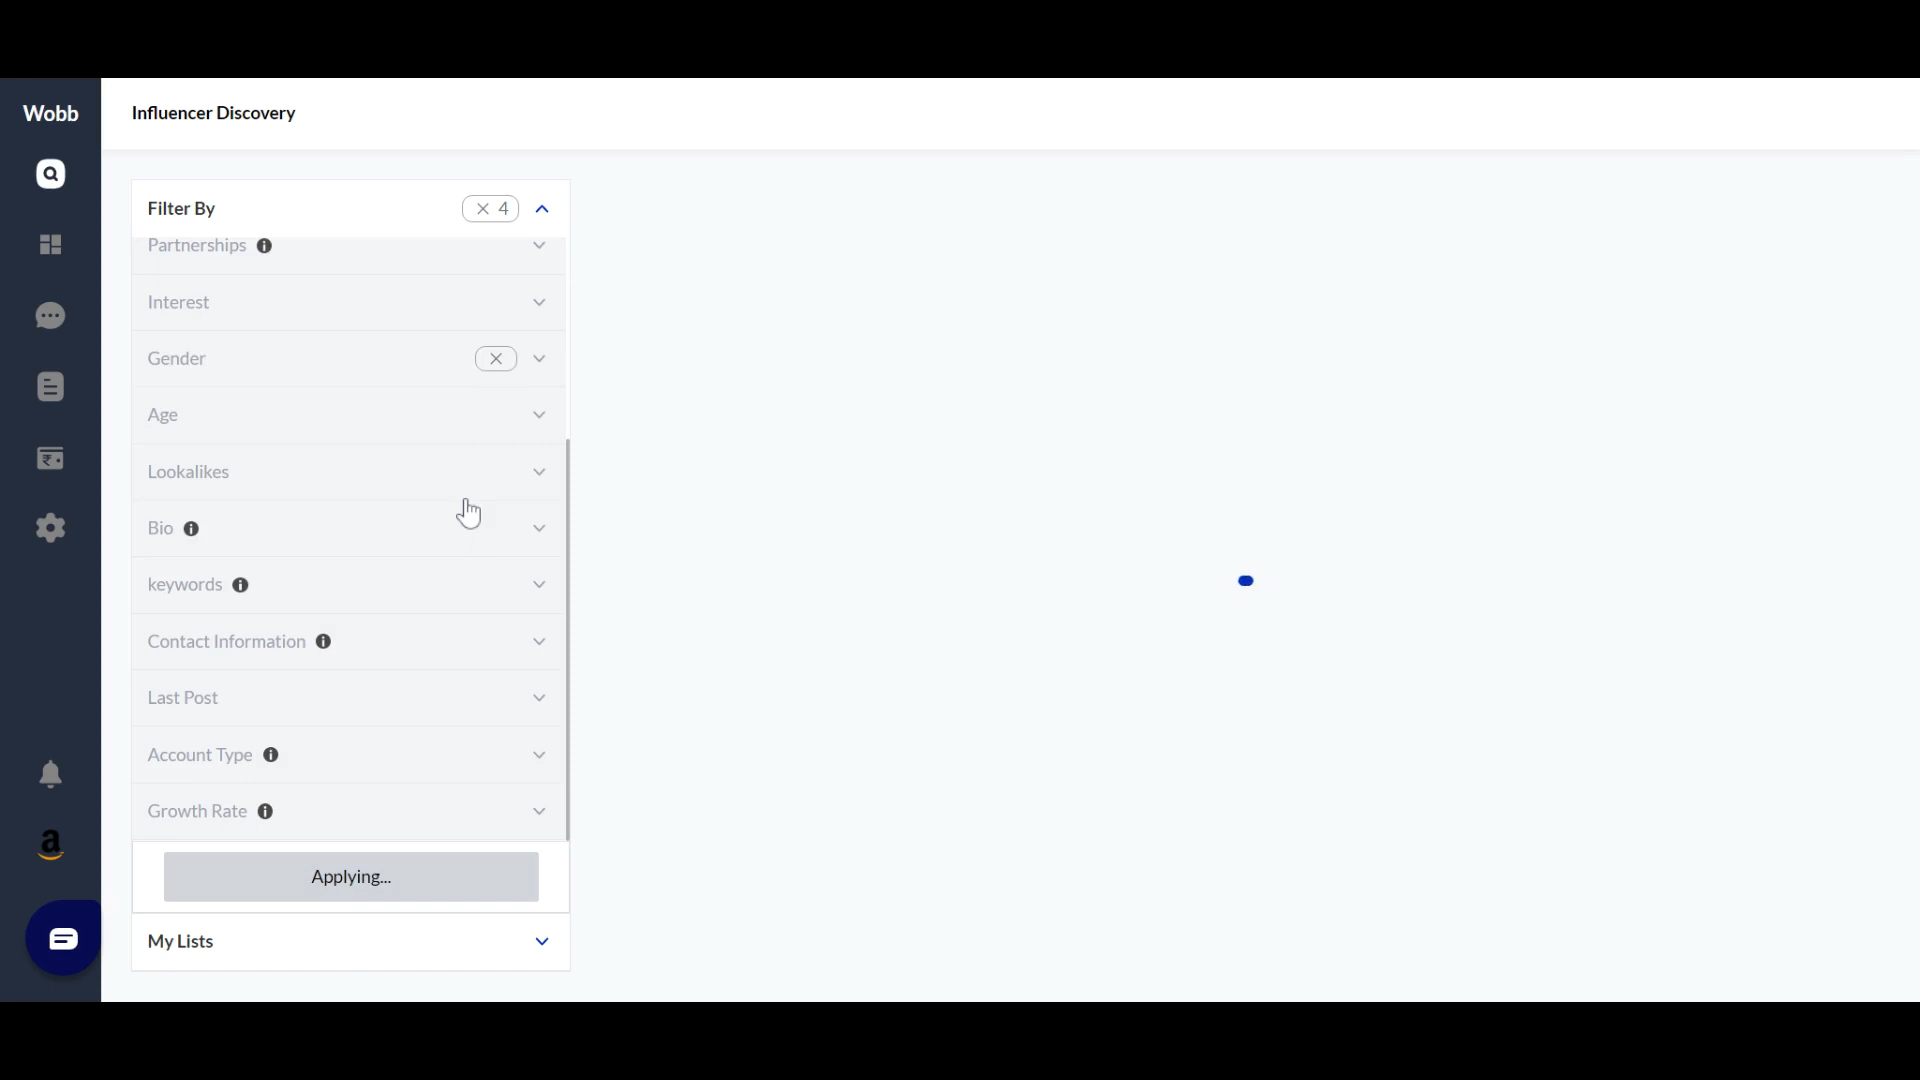 Wobb
Influencer Discovery
Filter By
4
Partnerships
Interest
Gender
Age
Lookalikes
Bio
keywords
Contact Information
Last Post
Account Type
Growth Rate
Applying...
My Lists